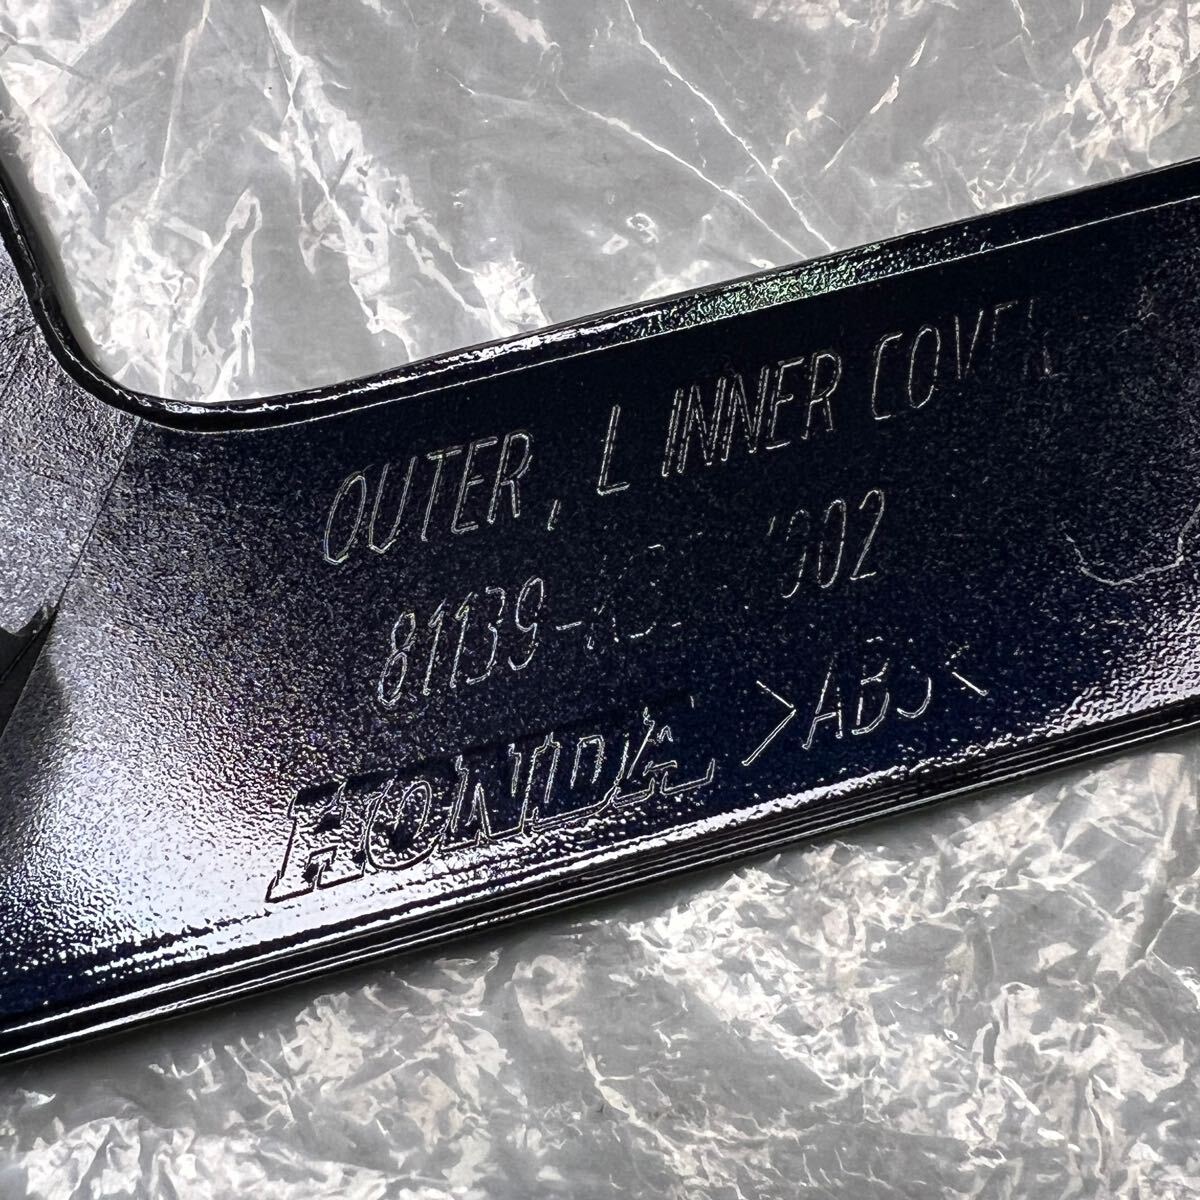 OUTER, L INNER COVER
81139-
HONDA >ABS<